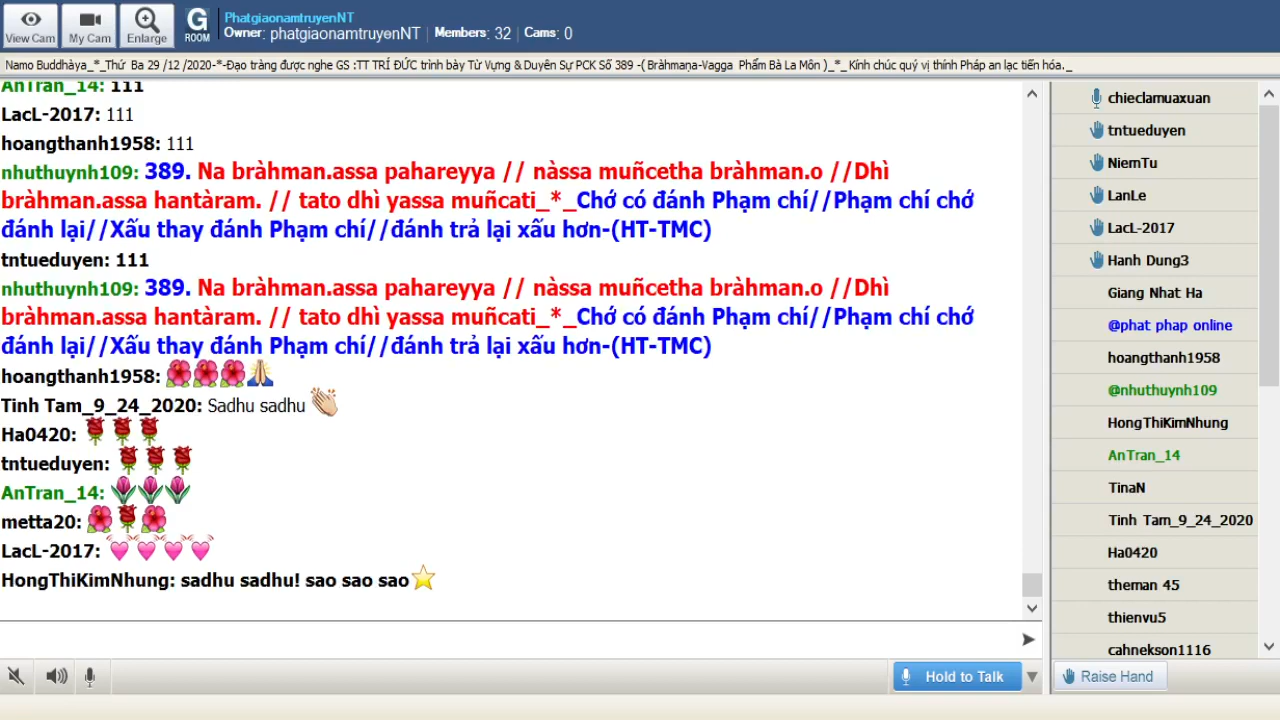 View Cam
My Cam
Enlarge
G
ROOM
PhatgiaonamtruyenNT
Owner: phatgiaonamtruyenNT | Members: 32 | Cams: 0
Namo Buddhàya_*_Thứ Ba 29 /12 /2020-*-Đạo tràng được nghe GS :TT TRÍ ĐỨC trình bày Từ Vựng & Duyên Sự PCK Số 389 -( Bràhmaṇa-Vagga Phẩm Bà La Môn )_*_ Kính chúc quý vị thính Pháp an lạc tiến hóa._
AnTran_14: 111
LacL-2017: 111
hoangthanh1958: 111
nhuthuynh109: 389. Na bràhman.assa pahareyya // nàssa muñcetha bràhman.o //Dhì
bràhman.assa hantàram. // tato dhì yassa muñcati_*_Chớ có đánh Phạm chí//Phạm chí chớ
đánh lại//Xấu thay đánh Phạm chí//đánh trả lại xấu hơn-(HT-TMC)
tntueduyen: 111
nhuthuynh109: 389. Na bràhman.assa pahareyya // nàssa muñcetha bràhman.o //Dhì
bràhman.assa hantàram. // tato dhì yassa muñcati_*_Chớ có đánh Phạm chí//Phạm chí chớ
đánh lại//Xấu thay đánh Phạm chí//đánh trả lại xấu hơn-(HT-TMC)
hoangthanh1958:
Tinh Tam_9_24_2020: Sadhu sadhu
Ha0420:
tntueduyen:
AnTran_14:
metta20:
LacL-2017:
HongThiKimNhung: sadhu sadhu! sao sao sao
Hold to Talk
chieclamuaxuan
tntueduyen
NiemTu
LanLe
LacL-2017
Hanh Dung3
Giang Nhat Ha
@phat phap online
hoangthanh1958
@nhuthuynh109
HongThiKimNhung
AnTran_14
TinaN
Tinh Tam_9_24_2020
Ha0420
theman 45
thienvu5
cahnekson1116
Raise Hand